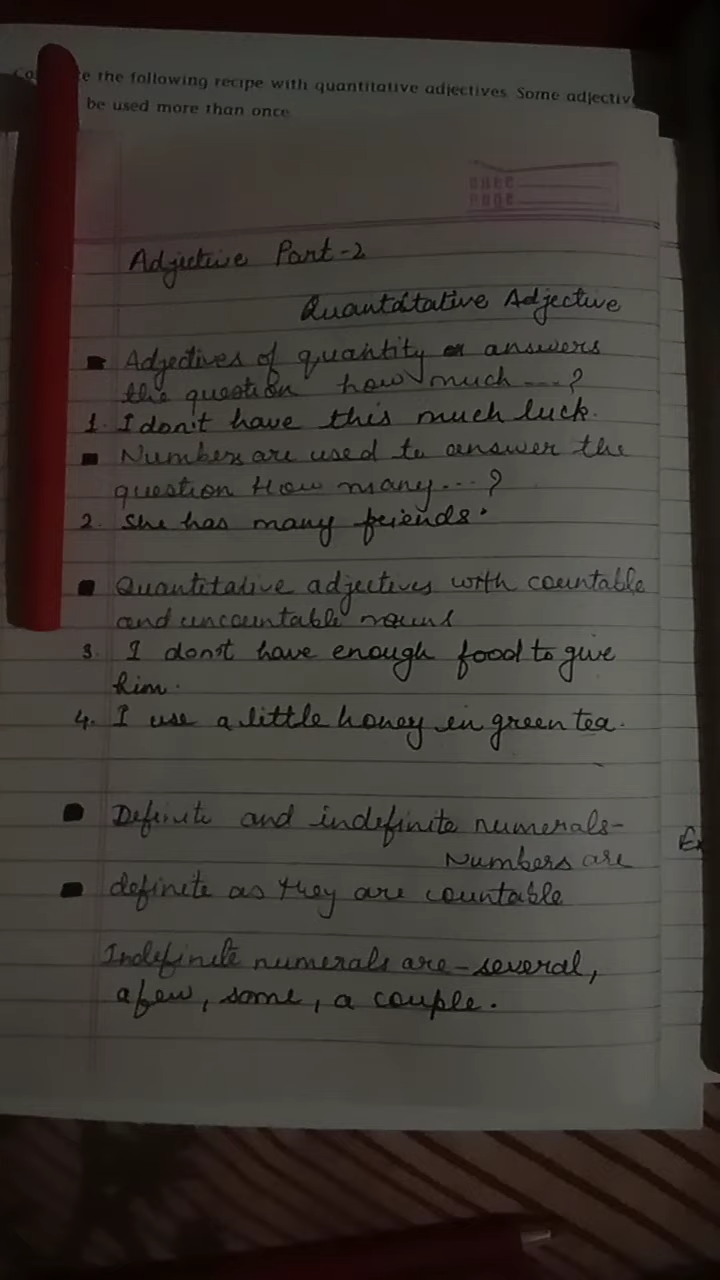 the following recipe with quantitative adjectives. Some
be used more than once
DATE
PAGE
Adjective Part-2
Quantitative Adjective
Adjectives of quantity answers
the question how much ....?
1. I don't have this much luck.
Numbers are used to answer the
question How many...?
2. She has many friends.
Quantitative adjectives with countable
and uncountable nouns
3. I don't have enough food to give
him.
4. I use a little honey in green tea.
Definite and indefinite numerals-
Numbers are
definite as they are countable
Indefinite numerals are - several,
a few, some, a couple.